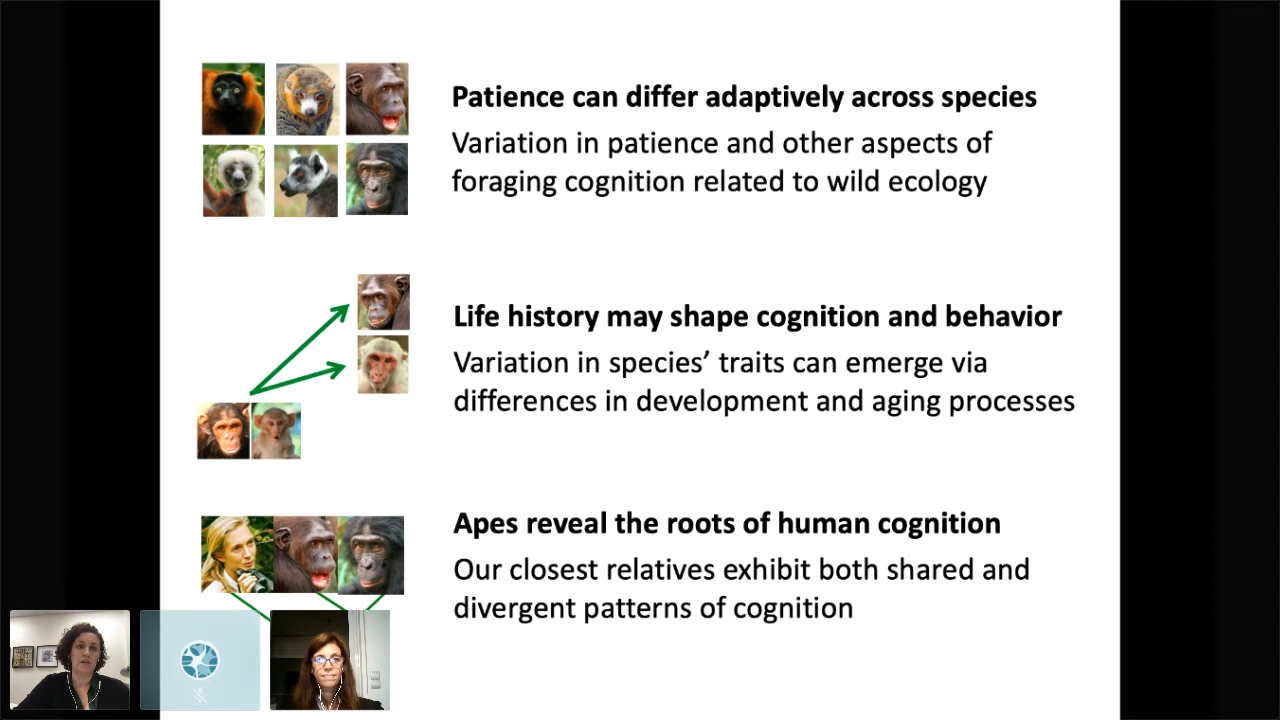 Patience can differ adaptively across species
Variation in patience and other aspects of
foraging cognition related to wild ecology
Life history may shape cognition and behavior
Variation in species’ traits can emerge via
differences in development and aging processes
Apes reveal the roots of human cognition
Our closest relatives exhibit both shared and
divergent patterns of cognition